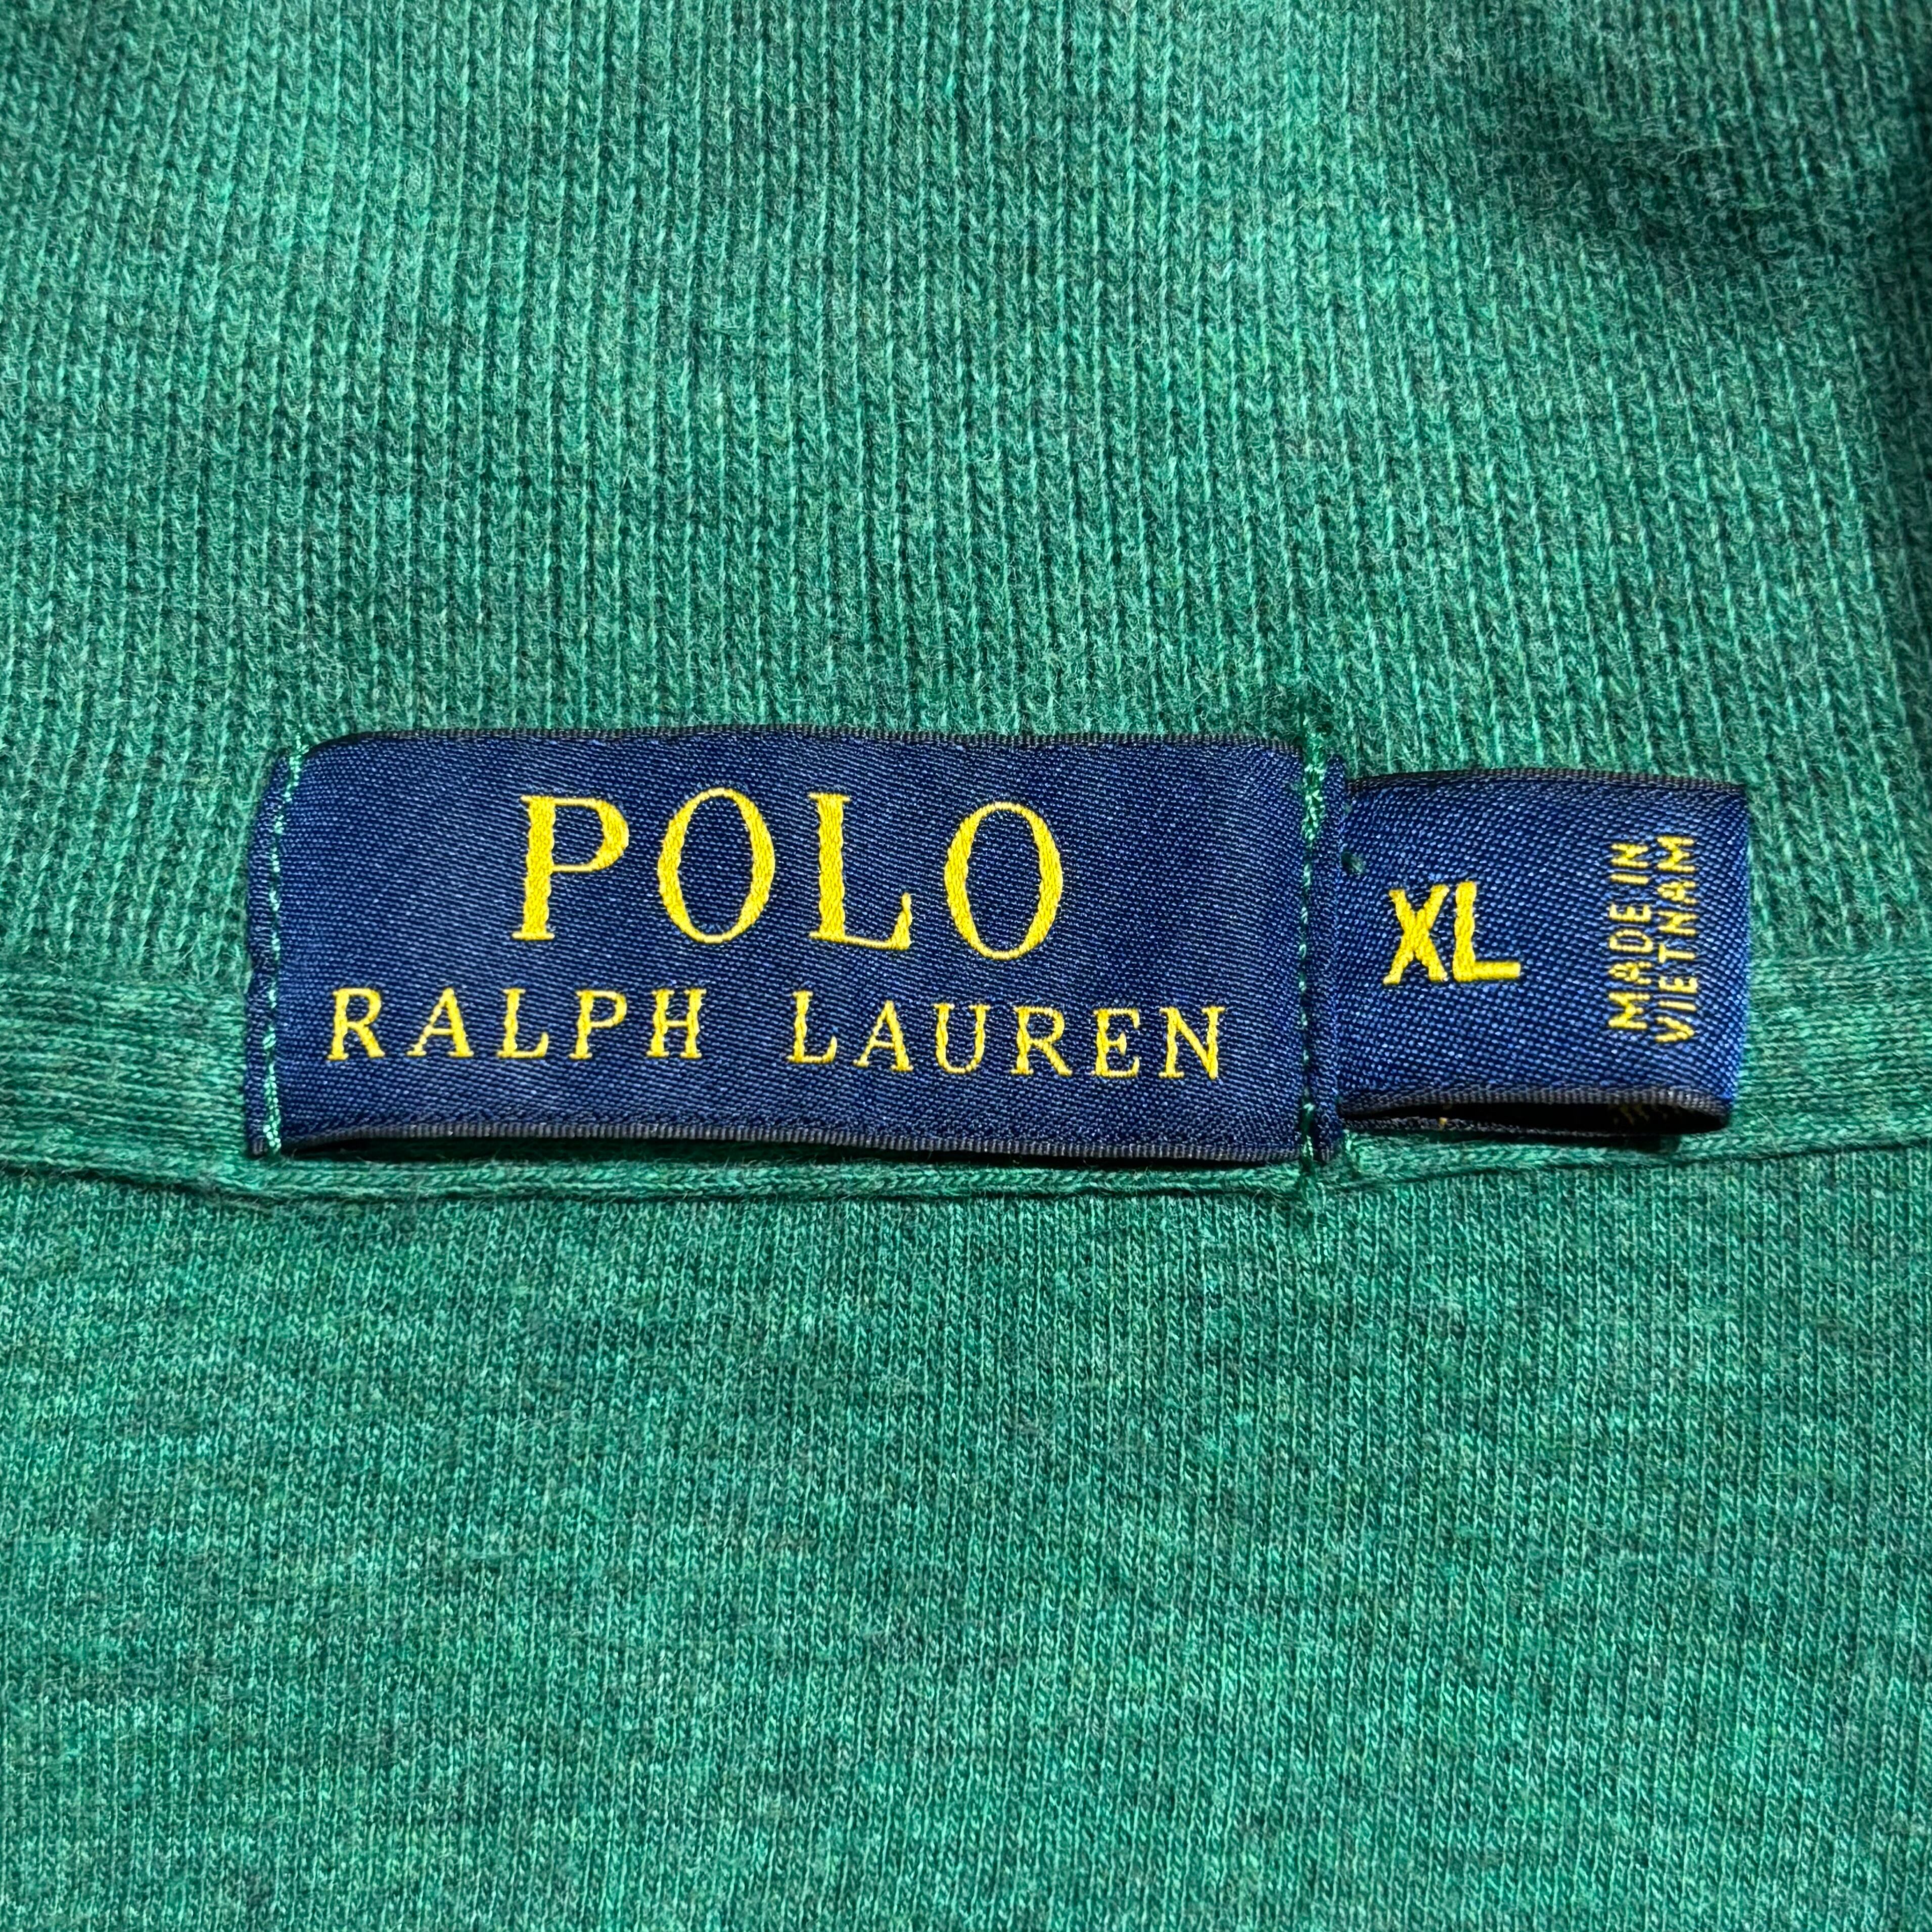 POLO
RALPH LAUREN
XL
MADE IN
VIETNAM